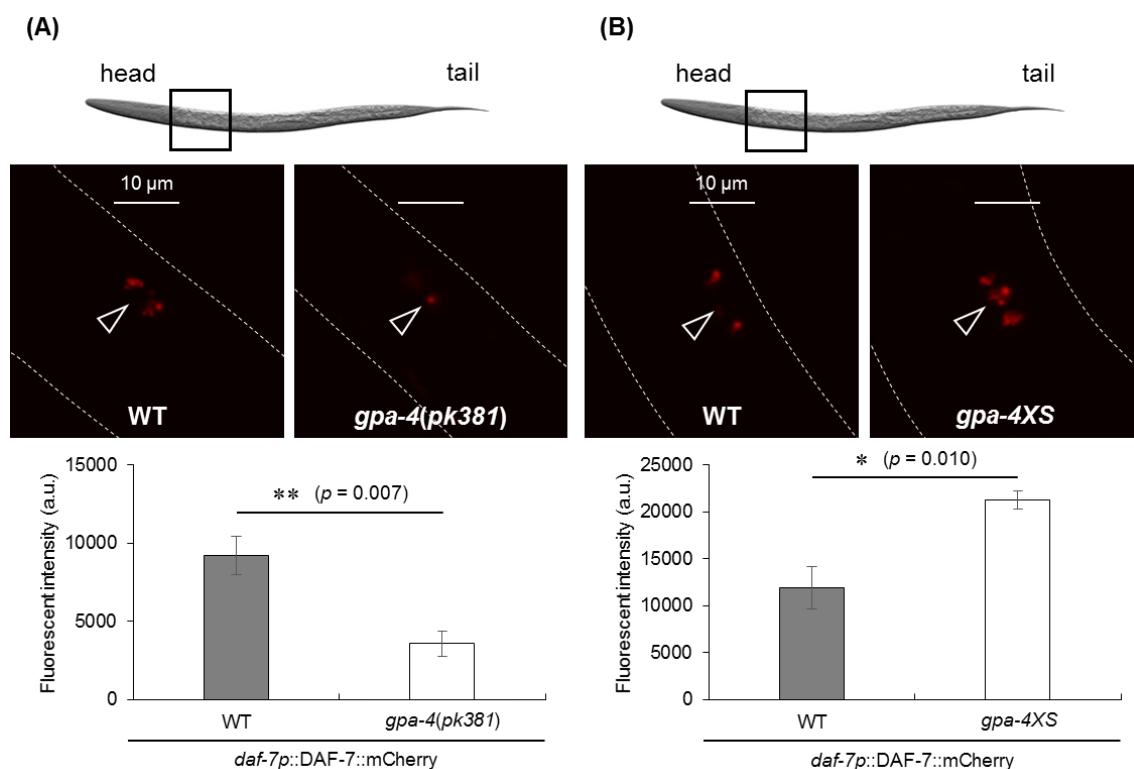 (A)
head
tail
10 µm
WT
gpa-4(pk381)
15000
10000
5000
0
Fluorescent intensity (a.u.)
** (p = 0.007)
WT
gpa-4(pk381)
daf-7p::DAF-7::mCherry
(B)
head
tail
10 µm
WT
gpa-4XS
25000
20000
15000
10000
5000
0
Fluorescent intensity (a.u.)
* (p = 0.010)
WT
gpa-4XS
daf-7p::DAF-7::mCherry